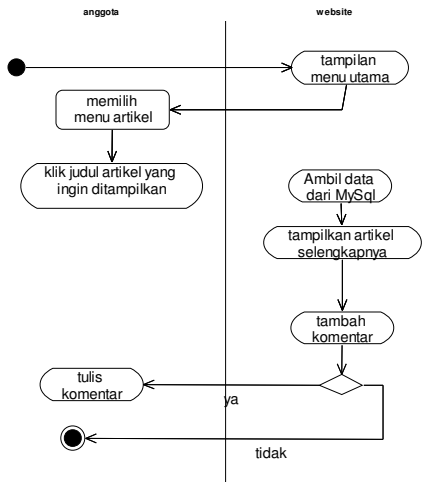 anggota
website
tampilan
menu utama
memilih
menu artikel
klik judul artikel yang
ingin ditampilkan
Ambil data
dari MySql
tampilkan artikel
selengkapnya
tambah
komentar
tulis
komentar
ya
tidak